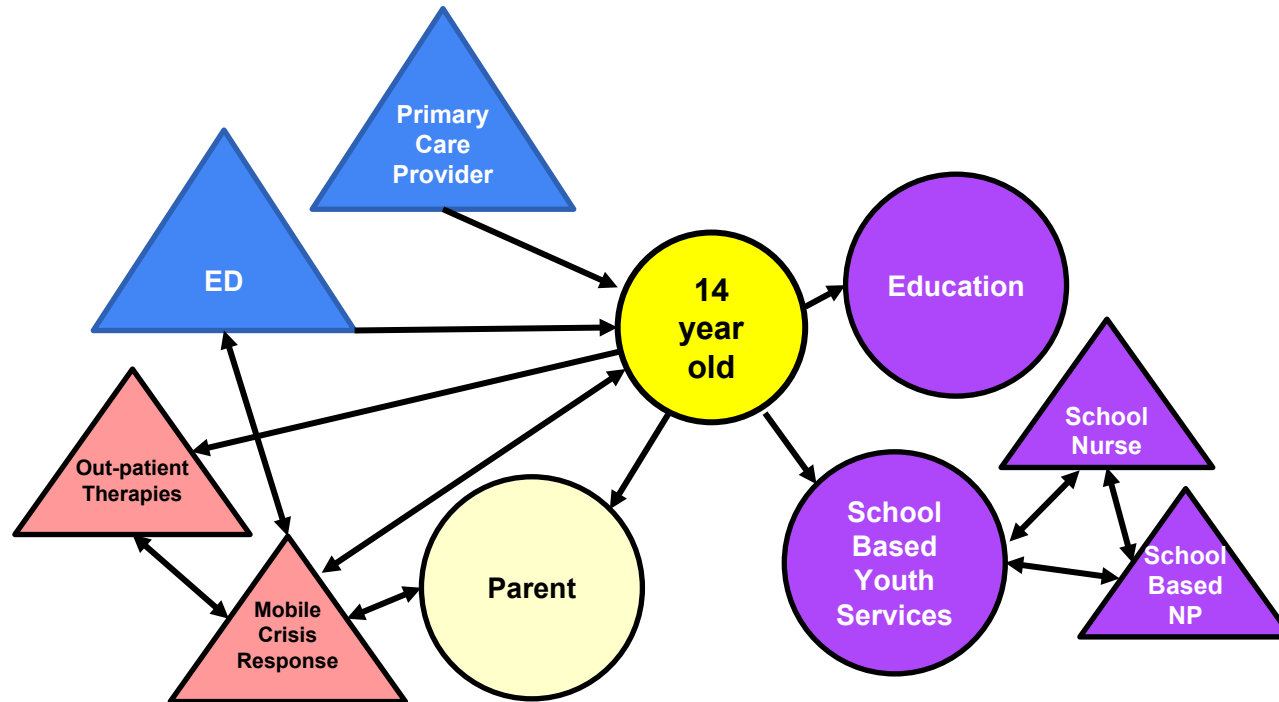 Primary
Care
Provider
ED
14
year
old
Education
Out-patient
Therapies
Mobile
Crisis
Response
Parent
School
Based
Youth
Services
School
Nurse
School
Based
NP